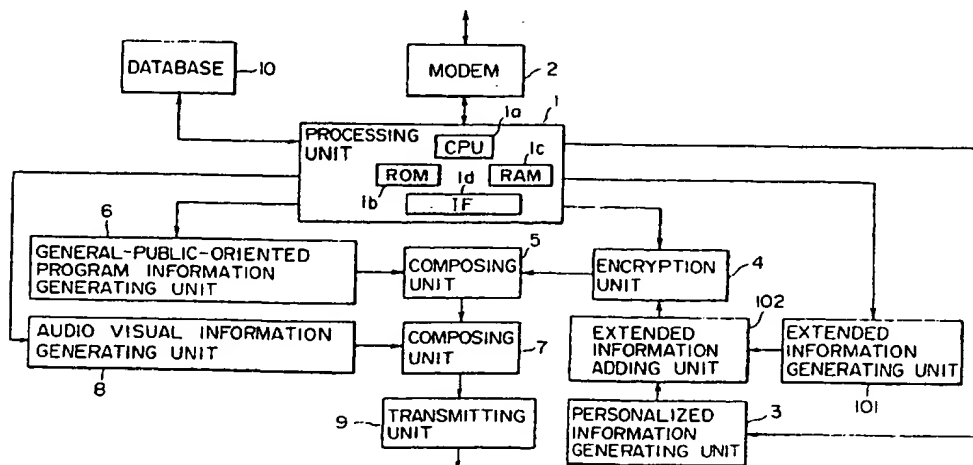 DATABASE
10
MODEM
2
1
PROCESSING
UNIT
1a
CPU
1c
ROM
RAM
1b
1d
IF
6
GENERAL-PUBLIC-ORIENTED
PROGRAM INFORMATION
GENERATING UNIT
5
COMPOSING
UNIT
ENCRYPTION
UNIT
4
102
AUDIO VISUAL INFORMATION
GENERATING UNIT
8
COMPOSING
UNIT
7
EXTENDED
INFORMATION
ADDING UNIT
EXTENDED
INFORMATION
GENERATING UNIT
101
9
TRANSMITTING
UNIT
PERSONALIZED
INFORMATION
GENERATING UNIT
3